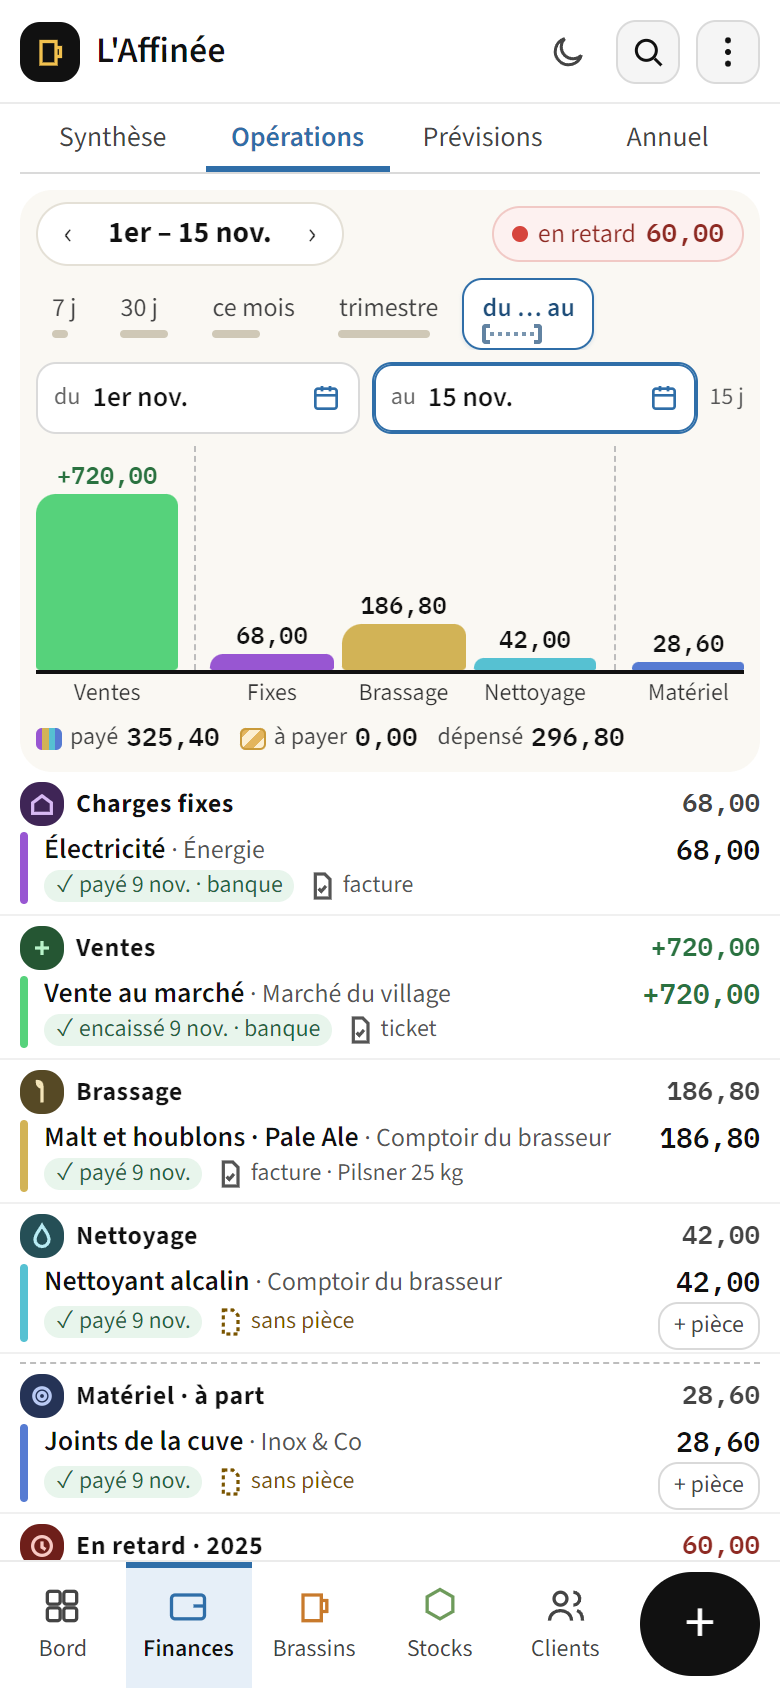 L'Affinée
Synthèse Opérations Prévisions Annuel
‹ 1er – 15 nov. › en retard 60,00
7 j 30 j ce mois trimestre du … au
du 1er nov. au 15 nov. 15 j
+720,00 68,00 186,80 42,00 28,60
Ventes Fixes Brassage Nettoyage Matériel
payé 325,40 à payer 0,00 dépensé 296,80
Charges fixes 68,00
Électricité · Énergie 68,00
✓ payé 9 nov. · banque facture
Ventes +720,00
Vente au marché · Marché du village +720,00
✓ encaissé 9 nov. · banque ticket
Brassage 186,80
Malt et houblons · Pale Ale · Comptoir du brasseur 186,80
✓ payé 9 nov. facture · Pilsner 25 kg
Nettoyage 42,00
Nettoyant alcalin · Comptoir du brasseur 42,00
✓ payé 9 nov. sans pièce + pièce
Matériel · à part 28,60
Joints de la cuve · Inox & Co 28,60
✓ payé 9 nov. sans pièce + pièce
En retard · 2025 60,00
Bord Finances Brassins Stocks Clients +